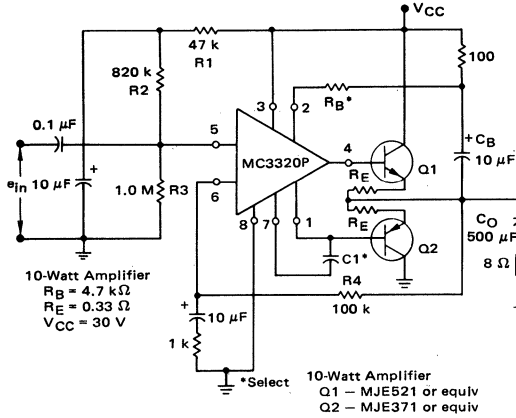 VCC
47 k
R1
100
820 k
R2
3
2
RB*
0.1 µF
5
MC3320P
4
+ CB
10 µF
Q1
RE
ein
10 µF
+
1.0 M
R3
6
8
7
1
RE
Q2
CO
500 µF
8 Ω
C1*
10-Watt Amplifier
RB = 4.7 kΩ
RE = 0.33 Ω
VCC = 30 V
R4
100 k
+
10 µF
1 k
*Select
10-Watt Amplifier
Q1 – MJE521 or equiv
Q2 – MJE371 or equiv